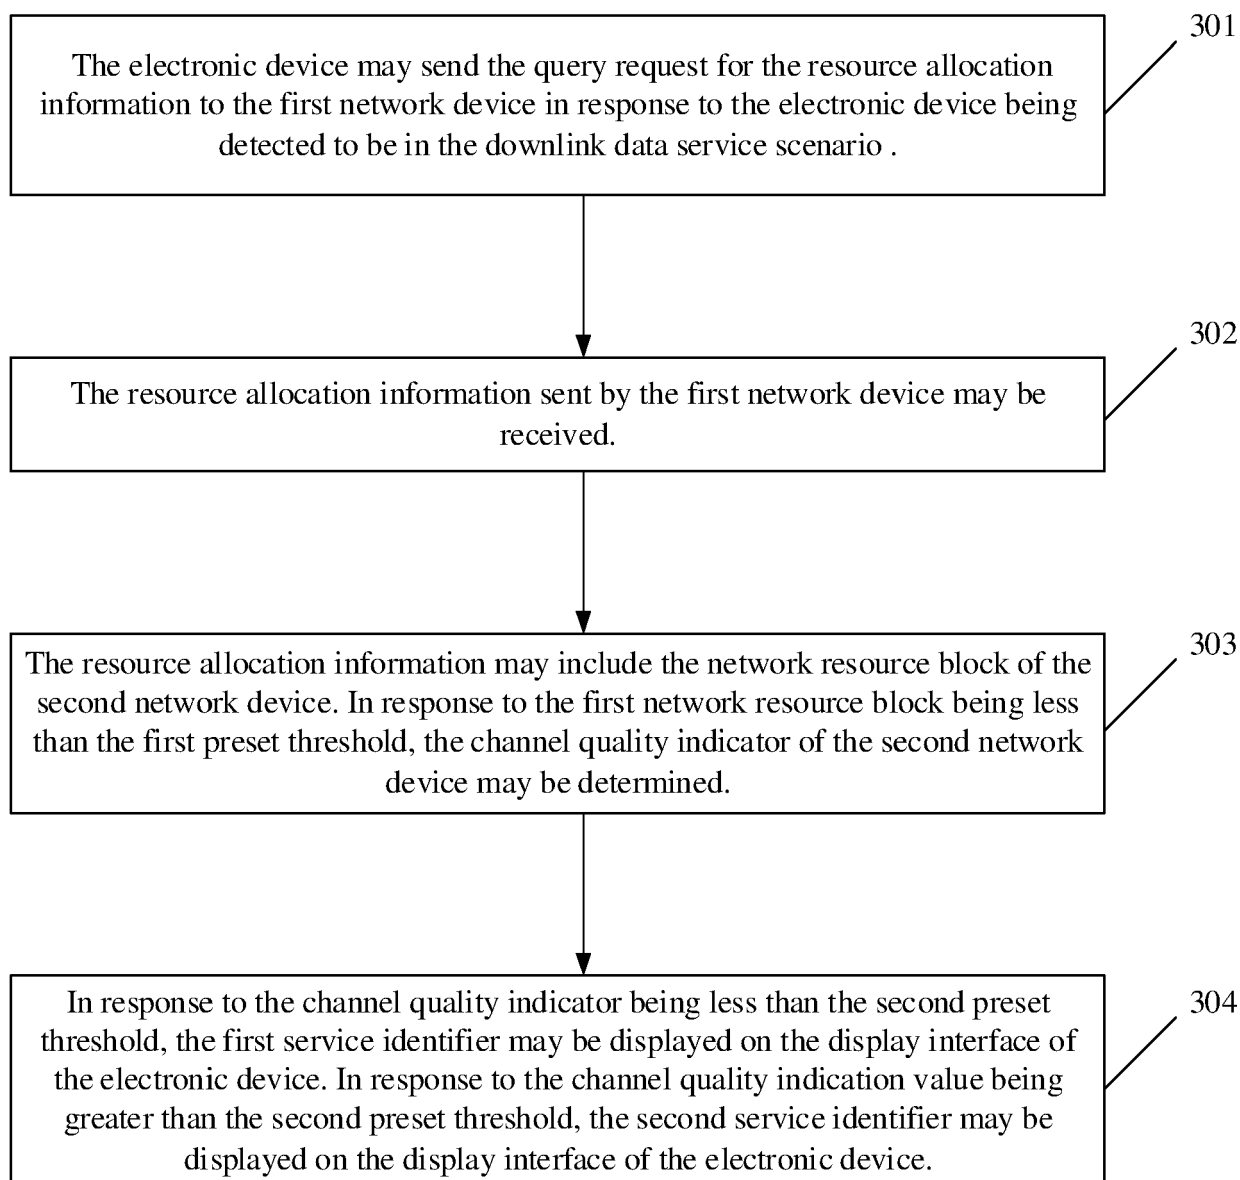 301
The electronic device may send the query request for the resource allocation
information to the first network device in response to the electronic device being
detected to be in the downlink data service scenario .
302
The resource allocation information sent by the first network device may be
received.
303
The resource allocation information may include the network resource block of the
second network device. In response to the first network resource block being less
than the first preset threshold, the channel quality indicator of the second network
device may be determined.
304
In response to the channel quality indicator being less than the second preset
threshold, the first service identifier may be displayed on the display interface of
the electronic device. In response to the channel quality indication value being
greater than the second preset threshold, the second service identifier may be
displayed on the display interface of the electronic device.